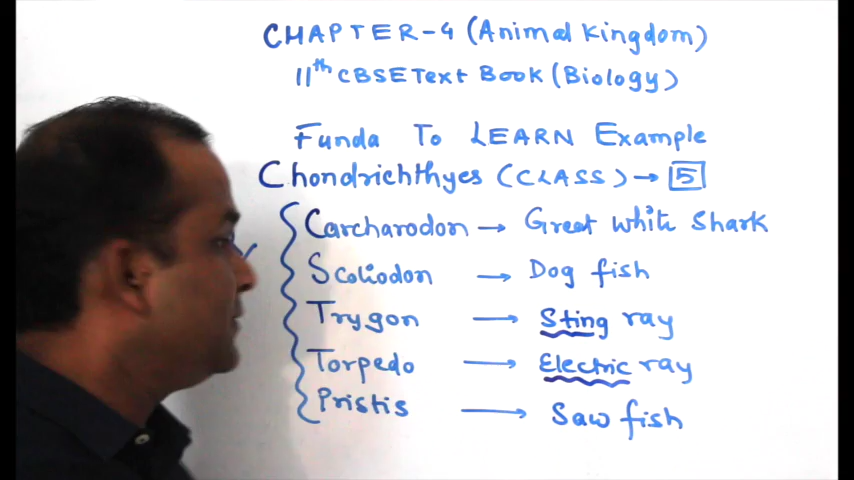 CHAPTER-4 (Animal Kingdom)
11th CBSE Text Book (Biology)
Funda To LEARN Example
Chondrichthyes (CLASS) → 5
Carcharodon → Great white Shark
Scoliodon → Dog fish
Trygon → Sting ray
Torpedo → Electric ray
Pristis → Saw fish